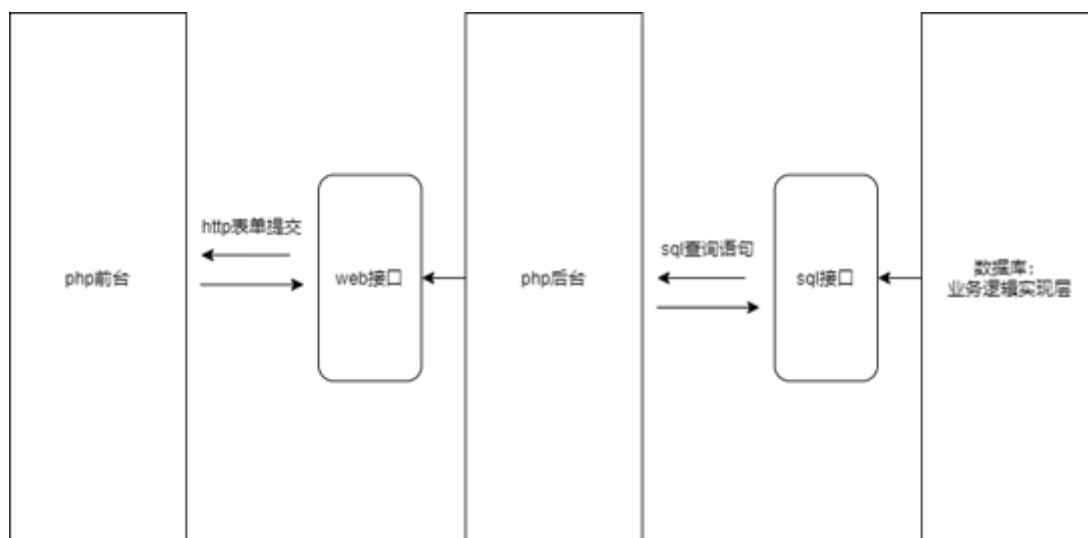 php前台
http表单提交
web接口
php后台
sql查询语句
sql接口
数据库：
业务逻辑实现层